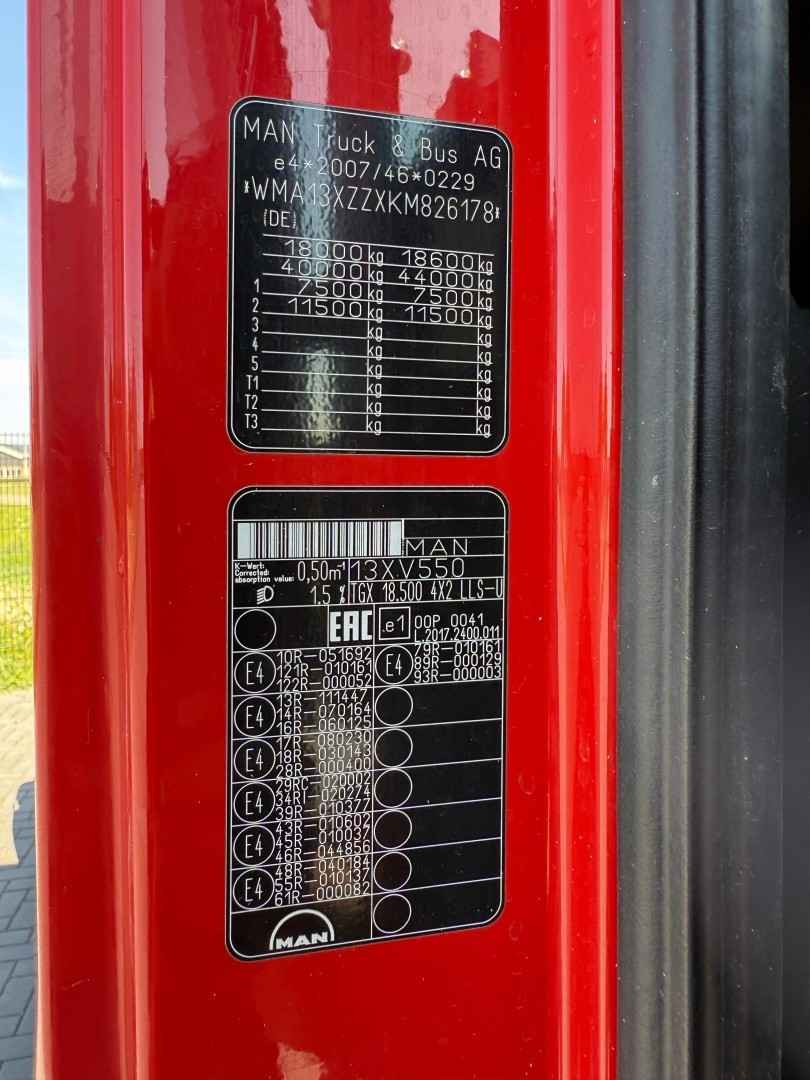 MAN Truck & Bus AG
e4*2007/46*0229
*WMA13XZZXKM826178*
(DE)
18000 kg 18600 kg
40000 kg 44000 kg
1 7500 kg 7500 kg
2 11500 kg 11500 kg
3 kg kg
4 kg kg
5 kg kg
T1 kg kg
T2 kg kg
T3 kg kg
MAN
K-Wert:
Corrected
absorption value: 0,50m⁻¹ 13XV550
1.5 % TGX 18.500 4X2 LLS-U
EAC e1 00P 0041
L.2017.2400.011
E4 10R-051692
121R-010161
122R-000052
E4 79R-010161
89R-000129
93R-000003
E4 13R-111447
14R-070164
16R-060125
E4 17R-080230
18R-030143
28R-000400
E4 29RC-020002
34RI-020274
39R-010377
E4 43R-010602
45R-010037
46R-044856
E4 48R-040184
55R-010137
61R-000082
MAN